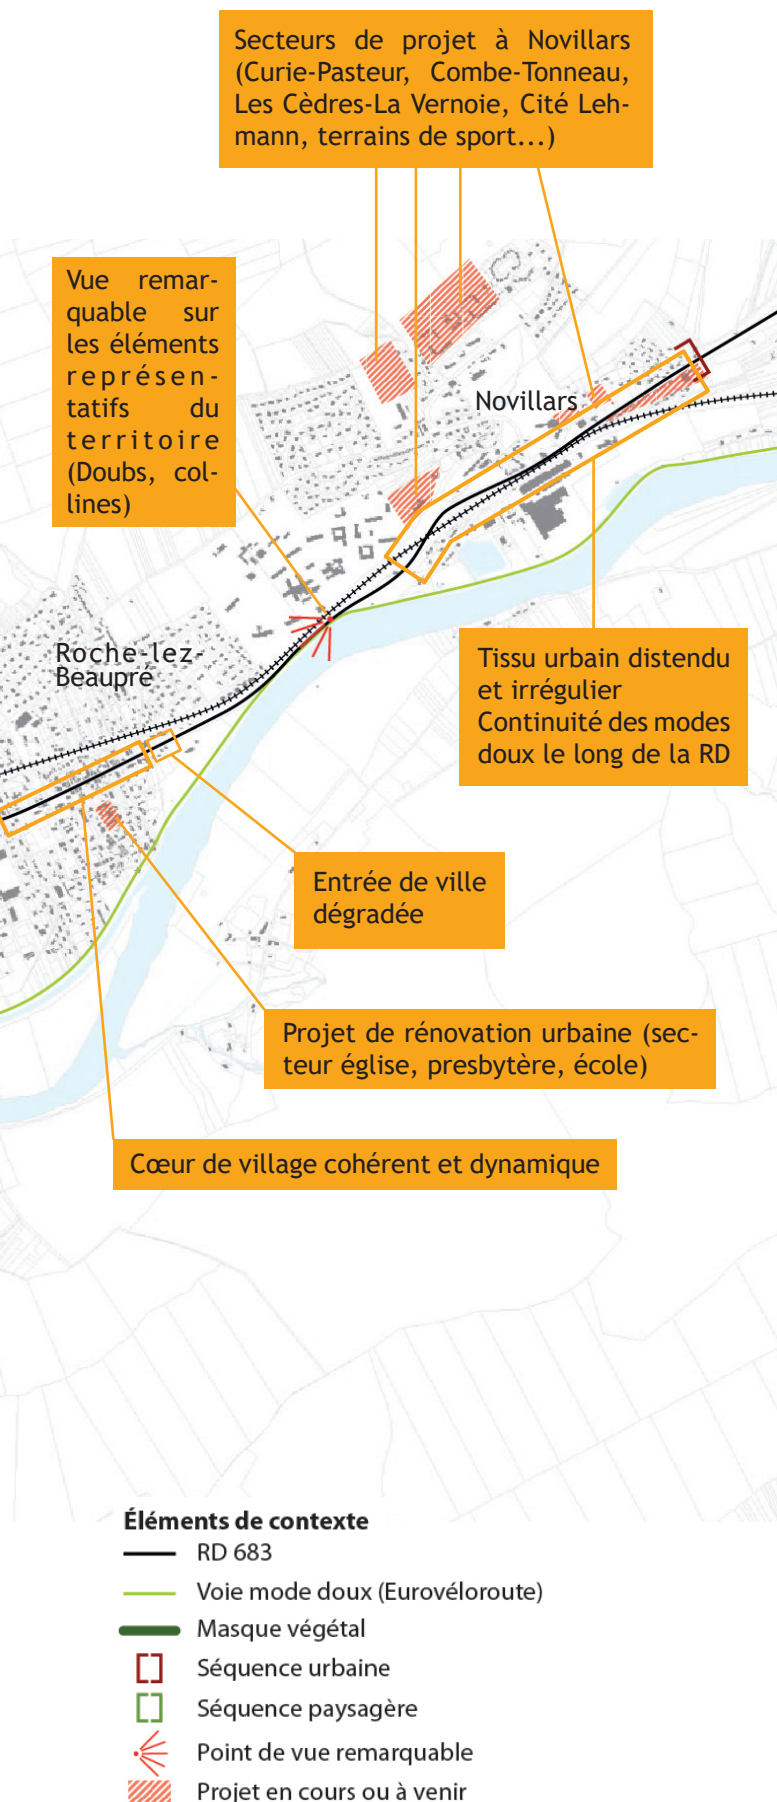 Secteurs de projet à Novillars
(Curie-Pasteur, Combe-Tonneau,
Les Cèdres-La Vernoie, Cité Leh-
mann, terrains de sport...)
Vue remar-
quable sur
les éléments
représen-
tatifs du
territoire
(Doubs, col-
lines)
Novillars
Roche-lez-
Beaupré
Tissu urbain distendu
et irrégulier
Continuité des modes
doux le long de la RD
Entrée de ville
dégradée
Projet de rénovation urbaine (sec-
teur église, presbytère, école)
Cœur de village cohérent et dynamique
Éléments de contexte
RD 683
Voie mode doux (Eurovéloroute)
Masque végétal
Séquence urbaine
Séquence paysagère
Point de vue remarquable
Projet en cours ou à venir